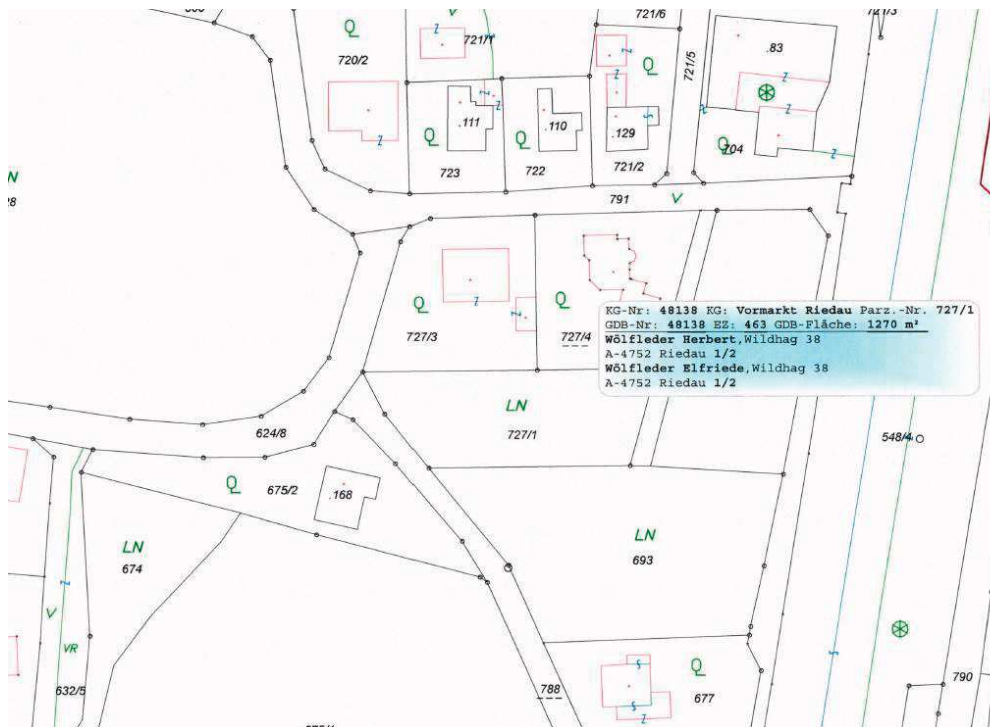 721/6
721/3
V
Q
720/2
721/1
Z
721/5
.83
Q
Z
Z
Z
Z
Z
Z
.111
.110
.129
Q
Q
Z
S
Z
Q
704
Z
723
722
721/2
N
28
791
V
Q
Z
Z
Q
727/3
727/4
KG-Nr: 48138 KG: Vormarkt Riedau Parz.-Nr. 727/1
GDB-Nr: 48138 EZ: 463 GDB-Fläche: 1270 m²
Wölfleder Herbert, Wildhag 38
A-4752 Riedau 1/2
Wölfleder Elfriede, Wildhag 38
A-4752 Riedau 1/2
LN
727/1
624/8
548/4
Q
675/2
.168
LN
674
LN
693
Z
V
VR
S
S
Q
677
S
Z
632/5
788
790